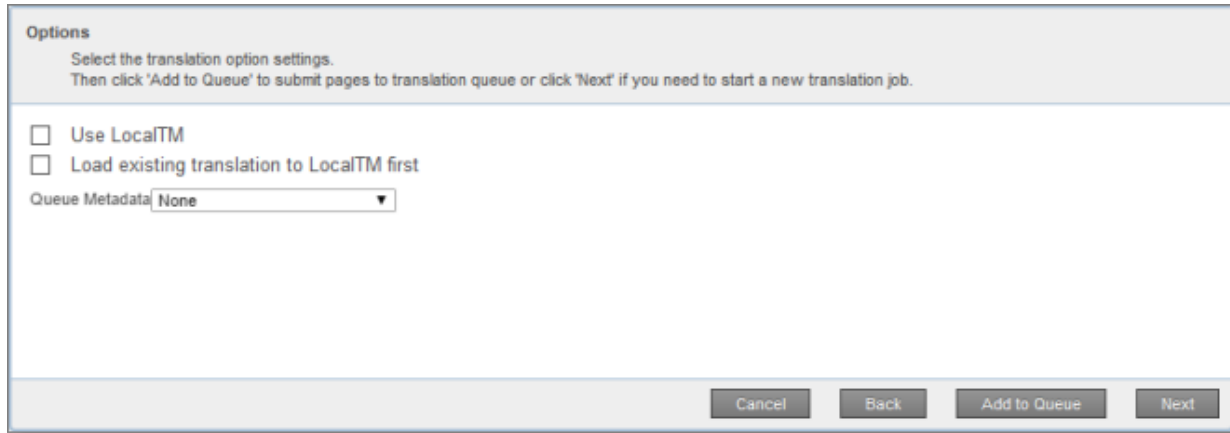 Options
Select the translation option settings.
Then click 'Add to Queue' to submit pages to translation queue or click 'Next' if you need to start a new translation job.
Use LocalTM
Load existing translation to LocalTM first
Queue Metadata None
Cancel Back Add to Queue Next